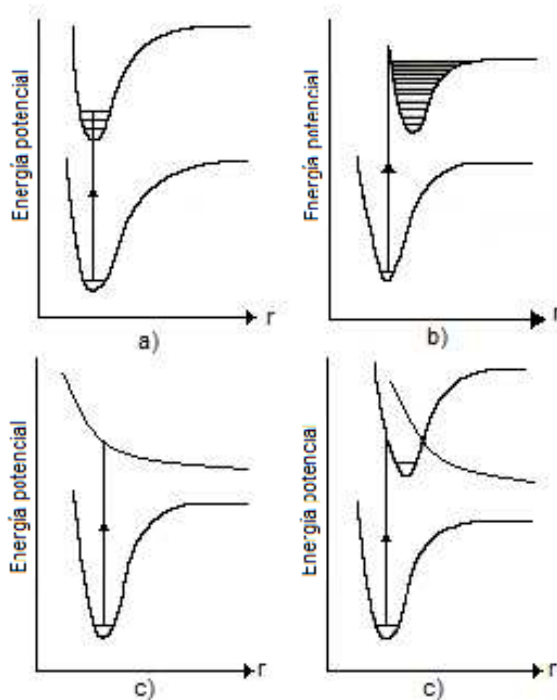 Energía potencial
r
a)
Energía potencial
r
b)
Energía potencial
r
c)
Energía potencial
r
c)